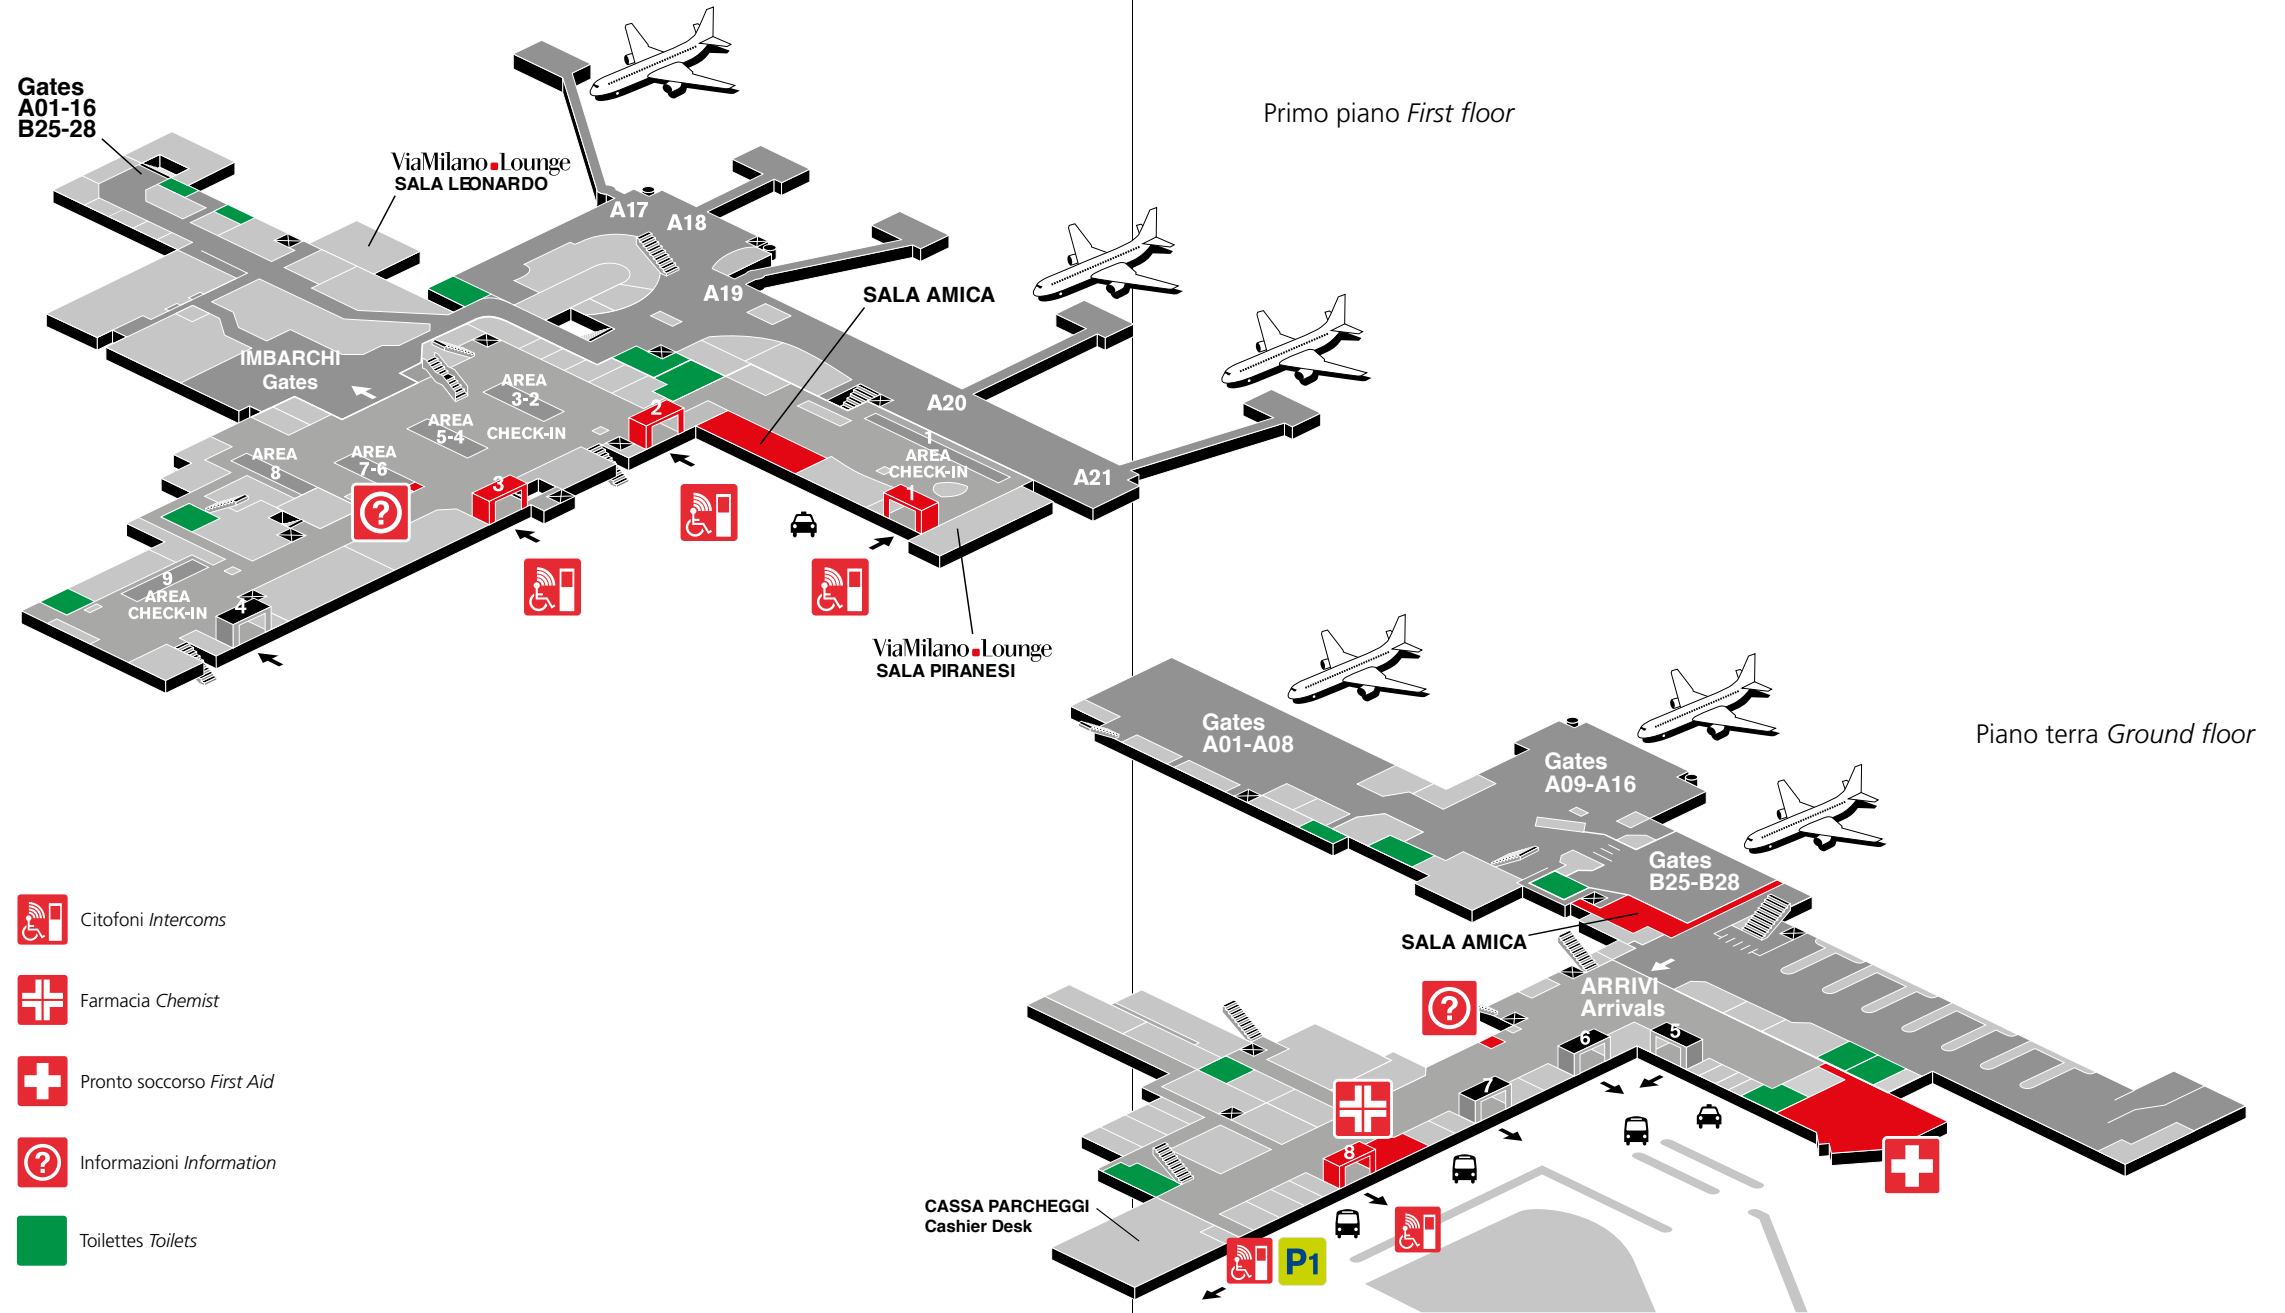 Gates
A01-16
B25-28
ViaMilano Lounge
SALA LEONARDO
Primo piano First floor
A17
A18
A19
SALA AMICA
IMBARCHI
Gates
AREA
3-2
AREA
5-4
CHECK-IN
AREA
7-6
AREA
8
2
3
1
AREA
CHECK-IN
1
A20
A21
9
AREA
CHECK-IN
4
ViaMilano Lounge
SALA PIRANESI
Gates
A01-A08
Gates
A09-A16
Piano terra Ground floor
Gates
B25-B28
SALA AMICA
ARRIVI
Arrivals
6
5
7
8
CASSA PARCHEGGI
Cashier Desk
P1
Citofoni Intercoms
Farmacia Chemist
Pronto soccorso First Aid
? Informazioni Information
Toilettes Toilets
?
?